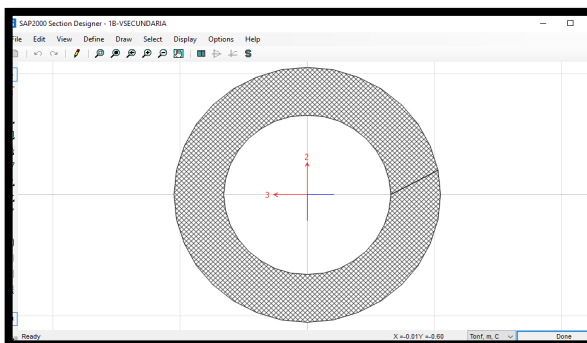 SAP2000 Section Designer - 1B-VSECUNDARIA
File Edit View Define Draw Select Display Options Help
2
3
Ready X =-0.01Y =-0.60 Tonf, m, C Done